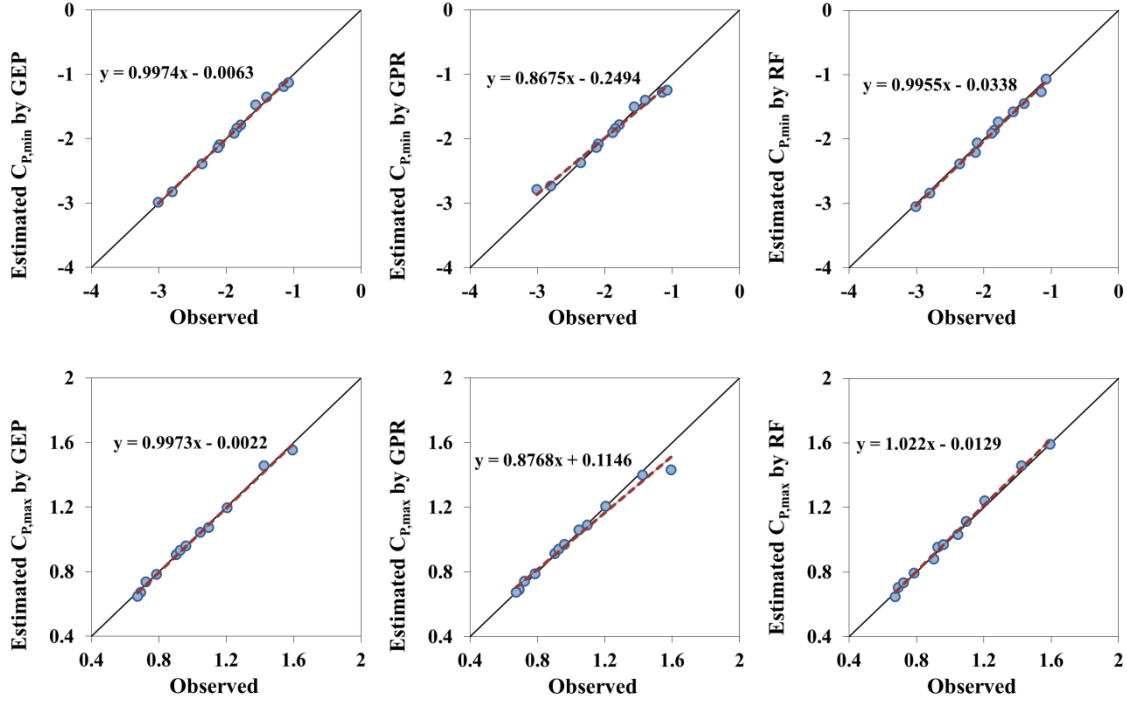 Estimated C_P,min by GEP
0
-1
-2
-3
-4
y = 0.9974x - 0.0063
-4 -3 -2 -1 0
Observed
Estimated C_P,min by GPR
0
-1
-2
-3
-4
y = 0.8675x - 0.2494
-4 -3 -2 -1 0
Observed
Estimated C_P,min by RF
0
-1
-2
-3
-4
y = 0.9955x - 0.0338
-4 -3 -2 -1 0
Observed
Estimated C_P,max by GEP
2
1.6
1.2
0.8
0.4
y = 0.9973x - 0.0022
0.4 0.8 1.2 1.6 2
Observed
Estimated C_P,max by GPR
2
1.6
1.2
0.8
0.4
y = 0.8768x + 0.1146
0.4 0.8 1.2 1.6 2
Observed
Estimated C_P,max by RF
2
1.6
1.2
0.8
0.4
y = 1.022x - 0.0129
0.4 0.8 1.2 1.6 2
Observed